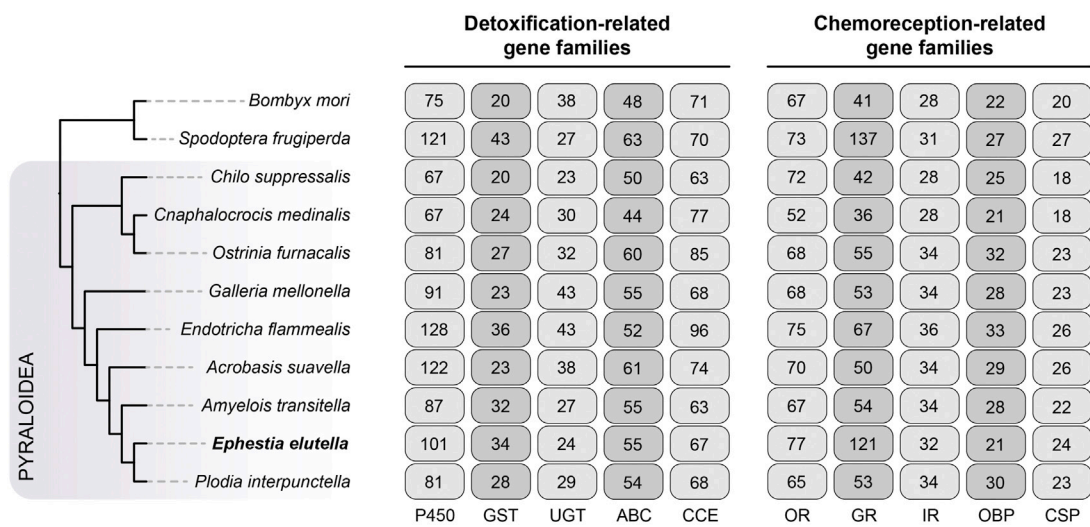 Detoxification-related Chemoreception-related
gene families gene families
Bombyx mori 75 20 38 48 71 67 41 28 22 20
Spodoptera frugiperda 121 43 27 63 70 73 137 31 27 27
Chilo suppressalis 67 20 23 50 63 72 42 28 25 18
Cnaphalocrocis medinalis 67 24 30 44 77 52 36 28 21 18
Ostrinia furnacalis 81 27 32 60 85 68 55 34 32 23
Galleria mellonella 91 23 43 55 68 68 53 34 28 23
Endotricha flammealis 128 36 43 52 96 75 67 36 33 26
Acrobasis suavella 122 23 38 61 74 70 50 34 29 26
Amyelois transitella 87 32 27 55 63 67 54 34 28 22
Ephestia elutella 101 34 24 55 67 77 121 32 21 24
Plodia interpunctella 81 28 29 54 68 65 53 34 30 23
P450 GST UGT ABC CCE OR GR IR OBP CSP
PYRALOIDEA